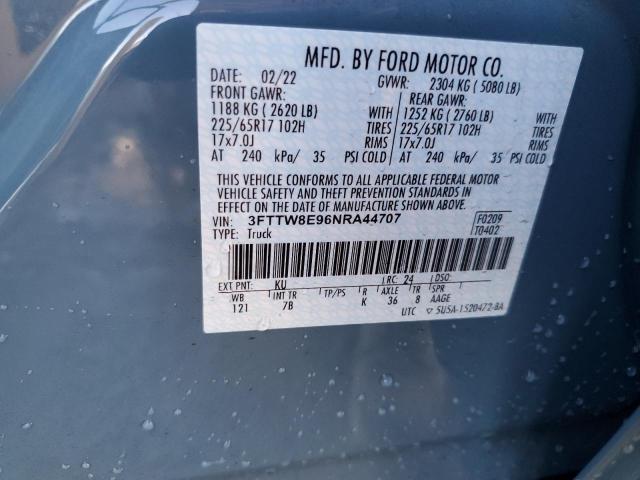 MFD. BY FORD MOTOR CO.
DATE: 02/22 GVWR: 2304 KG ( 5080 LB)
FRONT GAWR: REAR GAWR:
1188 KG ( 2620 LB) WITH 1252 KG ( 2760 LB) WITH
225/65R17 102H TIRES 225/65R17 102H TIRES
17x7.0J RIMS 17x7.0J RIMS
AT 240 kPa/ 35 PSI COLD AT 240 kPa/ 35 PSI COLD
THIS VEHICLE CONFORMS TO ALL APPLICABLE FEDERAL MOTOR
VEHICLE SAFETY AND THEFT PREVENTION STANDARDS IN
EFFECT ON THE DATE OF MANUFACTURE SHOWN ABOVE.
VIN: 3FTTW8E96NRA44707 F0209
TYPE: Truck T0402
EXT PNT: KU RC: 24 DSO:
WB INT TR TP/PS R AXLE TR SPR
121 7B K 36 8 AAGE
UTC ▽ 5U5A-1520472-BA